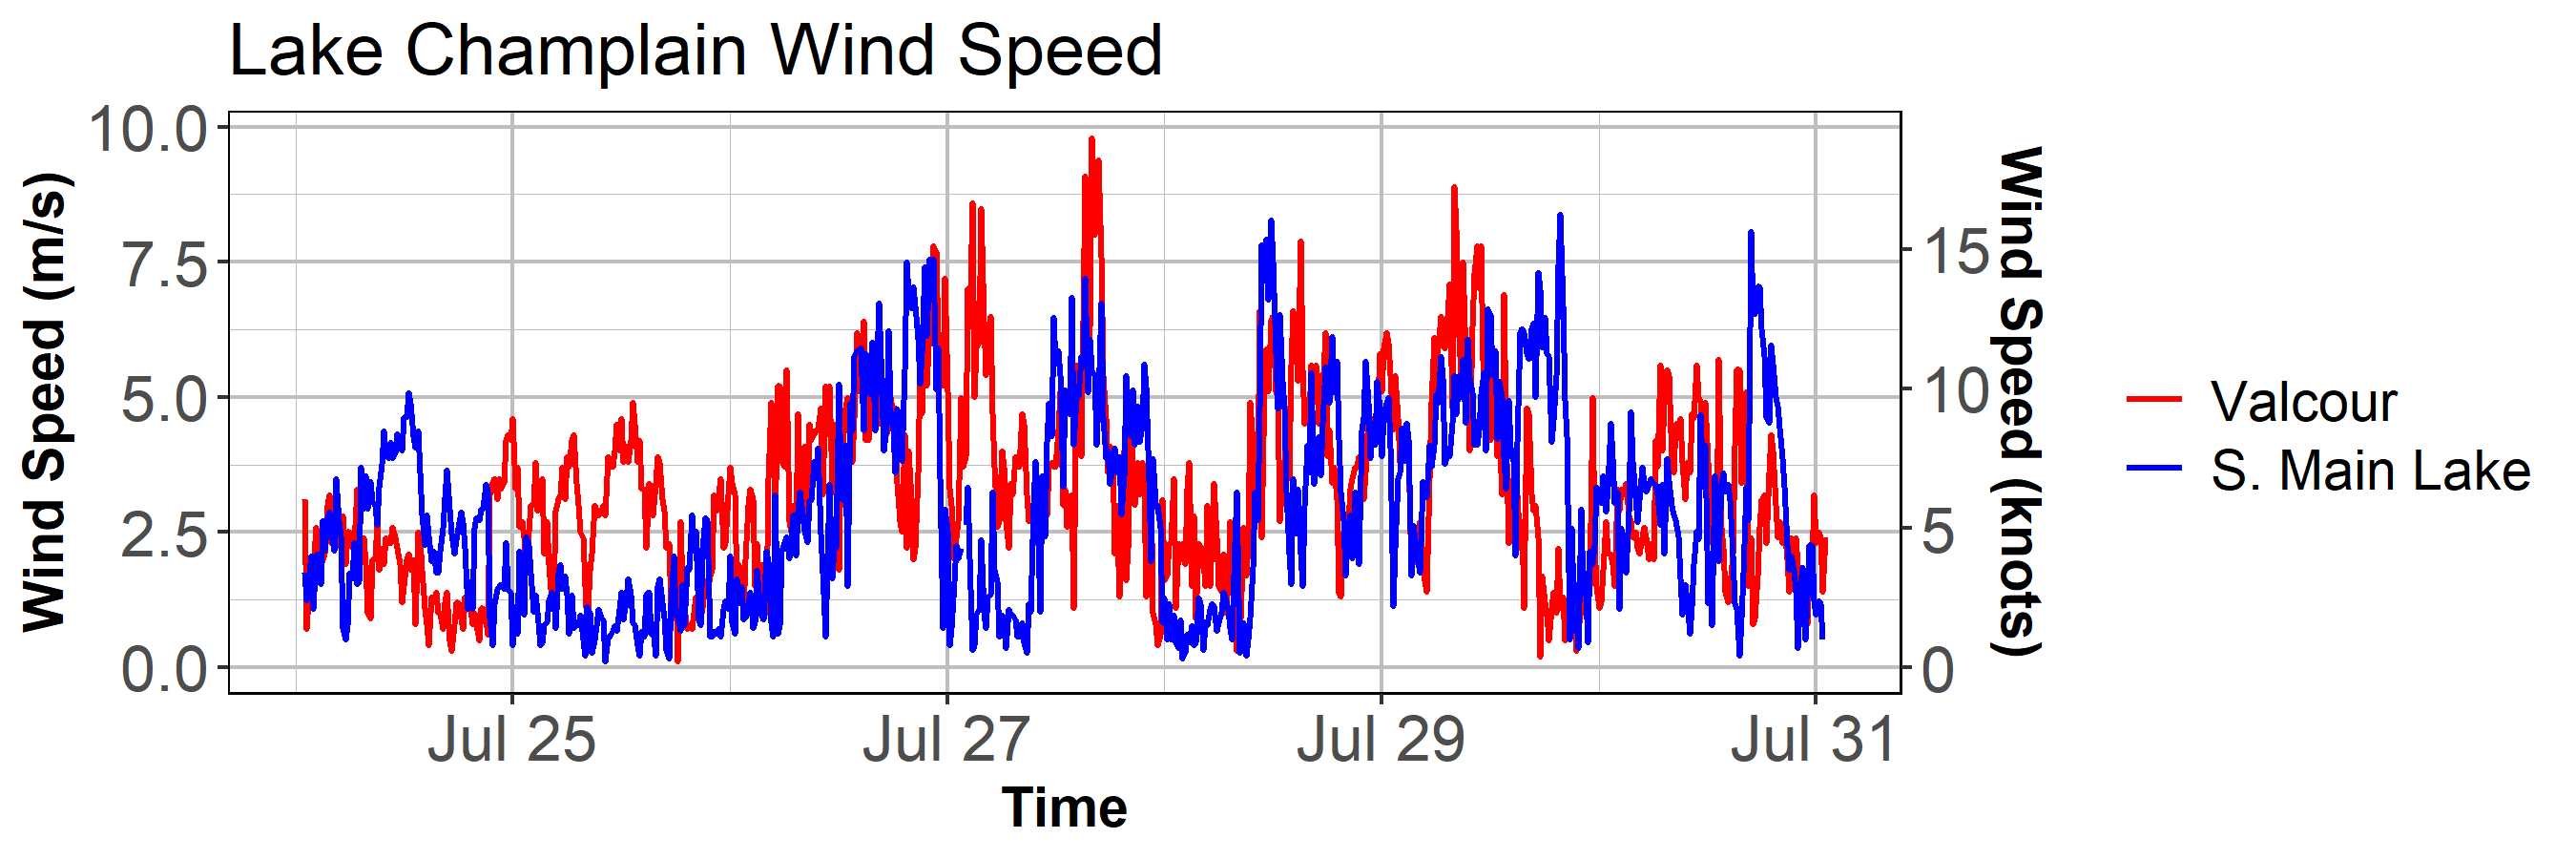 Lake Champlain Wind Speed
Wind Speed (m/s)
10.0
7.5
5.0
2.5
0.0
Jul 25
Jul 27
Jul 29
Jul 31
Time
15
10
5
0
Wind Speed (knots)
Valcour
S. Main Lake